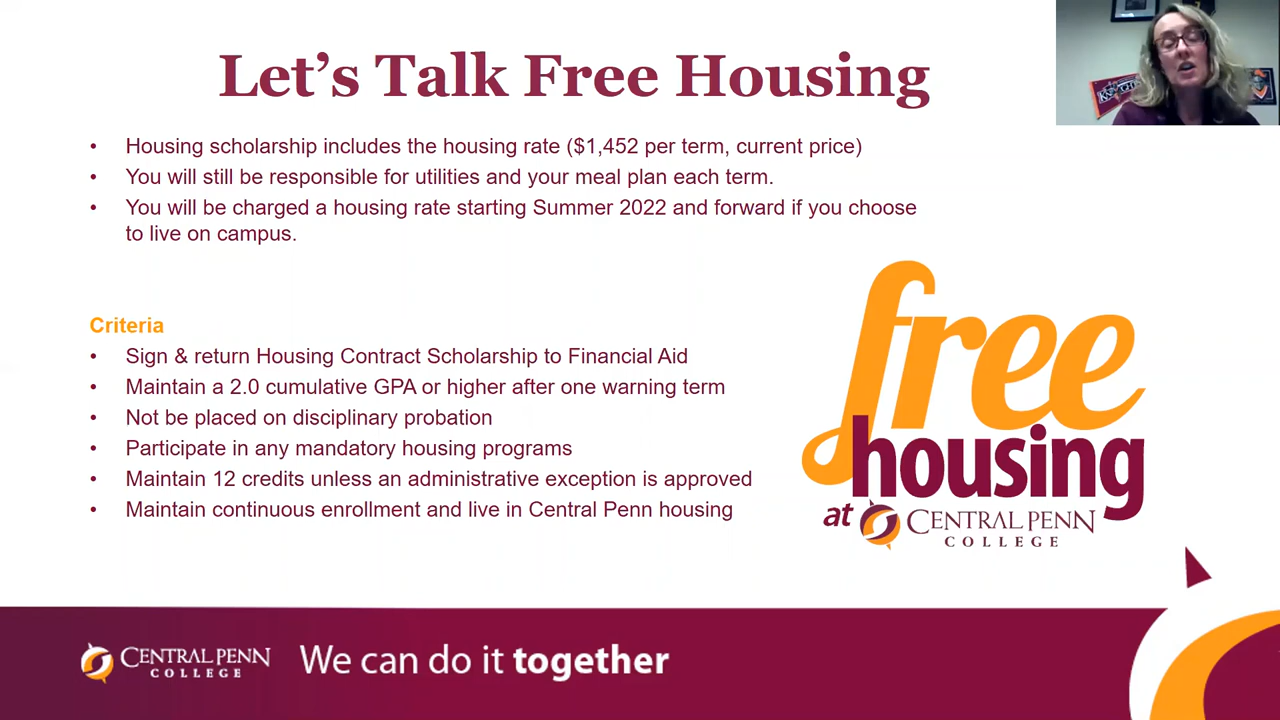 Let's Talk Free Housing
• Housing scholarship includes the housing rate ($1,452 per term, current price)
• You will still be responsible for utilities and your meal plan each term.
• You will be charged a housing rate starting Summer 2022 and forward if you choose
to live on campus.
Criteria
• Sign & return Housing Contract Scholarship to Financial Aid
• Maintain a 2.0 cumulative GPA or higher after one warning term
• Not be placed on disciplinary probation
• Participate in any mandatory housing programs
• Maintain 12 credits unless an administrative exception is approved
• Maintain continuous enrollment and live in Central Penn housing
free
housing
at CENTRAL PENN
COLLEGE
CENTRAL PENN
COLLEGE
We can do it together